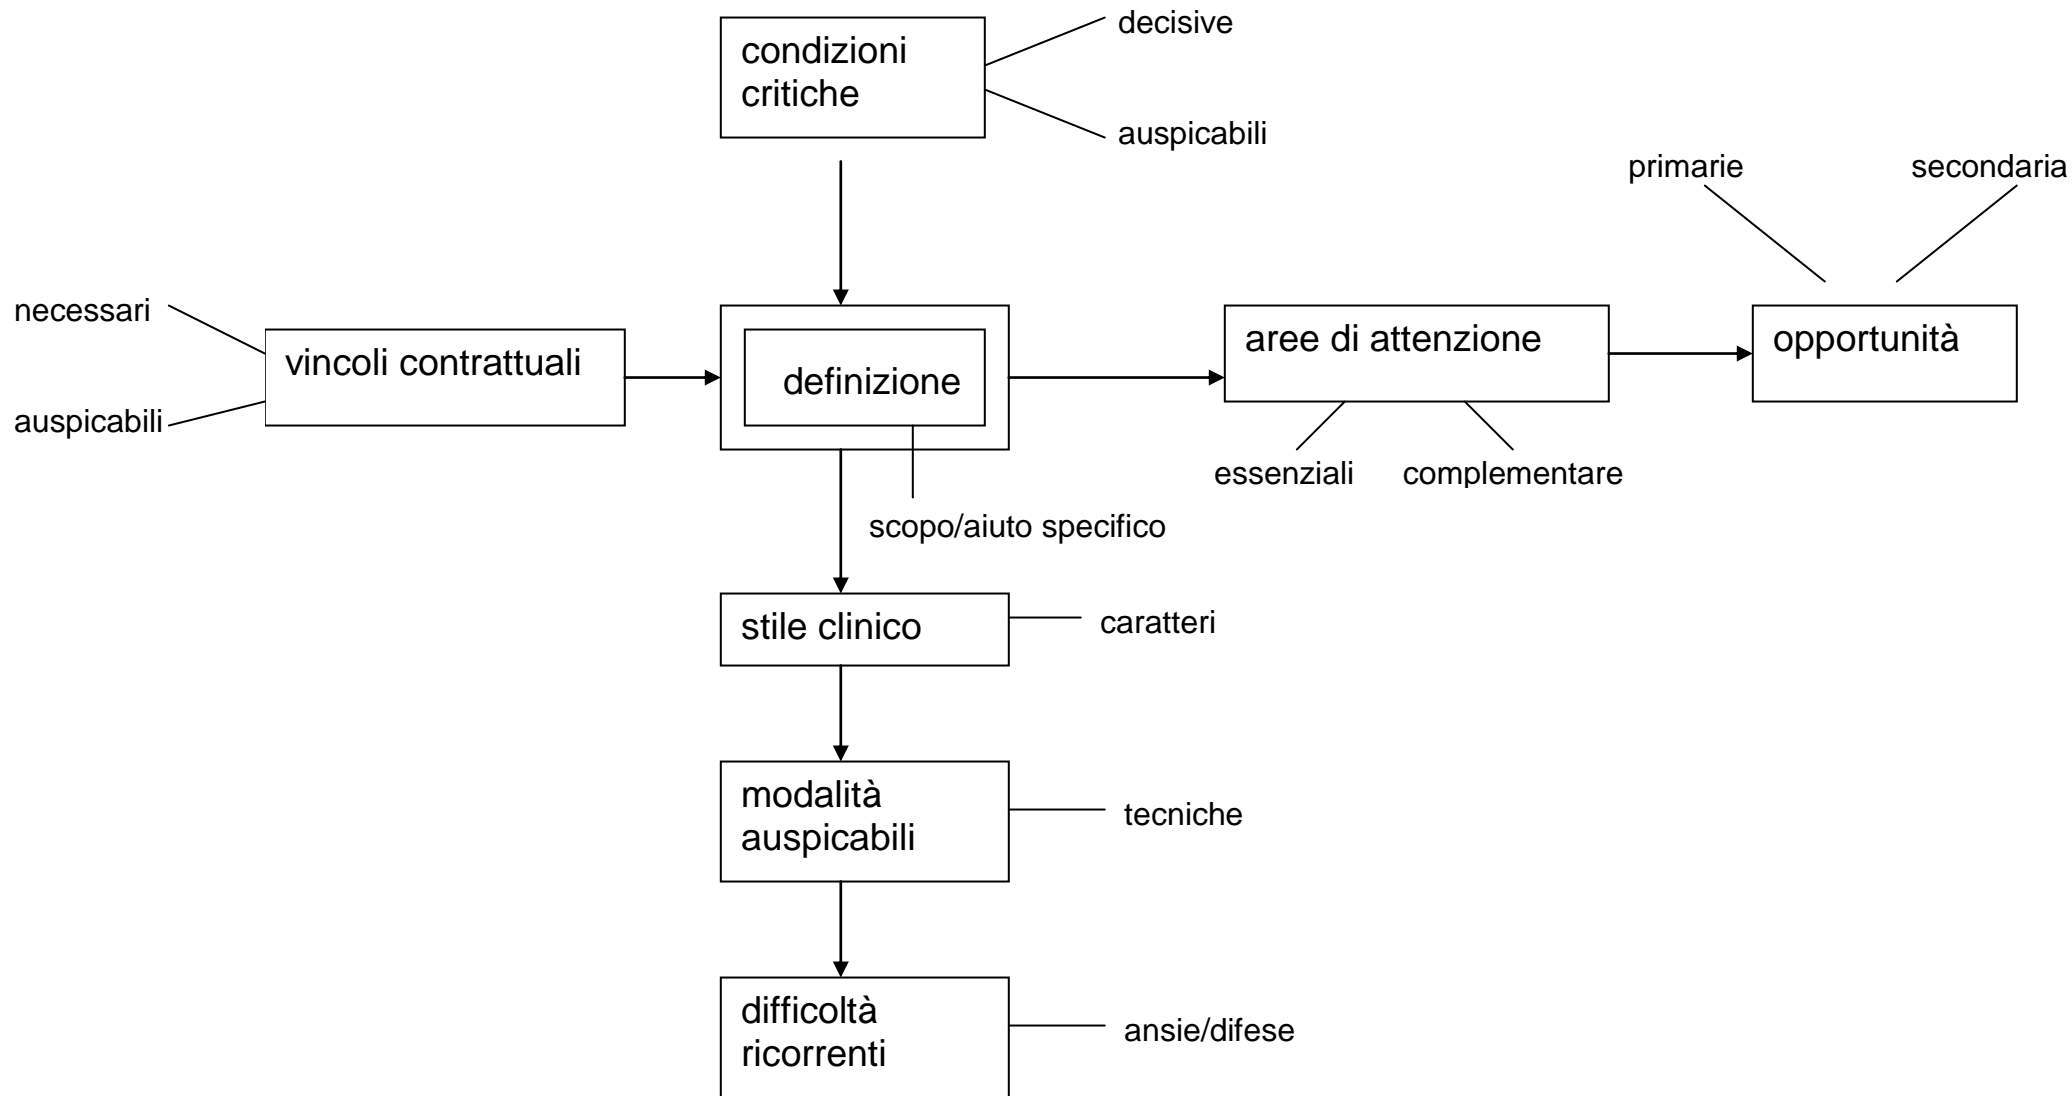 decisive
condizioni
critiche
auspicabili
primarie
secondaria
necessari
vincoli contrattuali
auspicabili
definizione
aree di attenzione
opportunità
essenziali
complementare
scopo/aiuto specifico
stile clinico
caratteri
modalità
auspicabili
tecniche
difficoltà
ricorrenti
ansie/difese